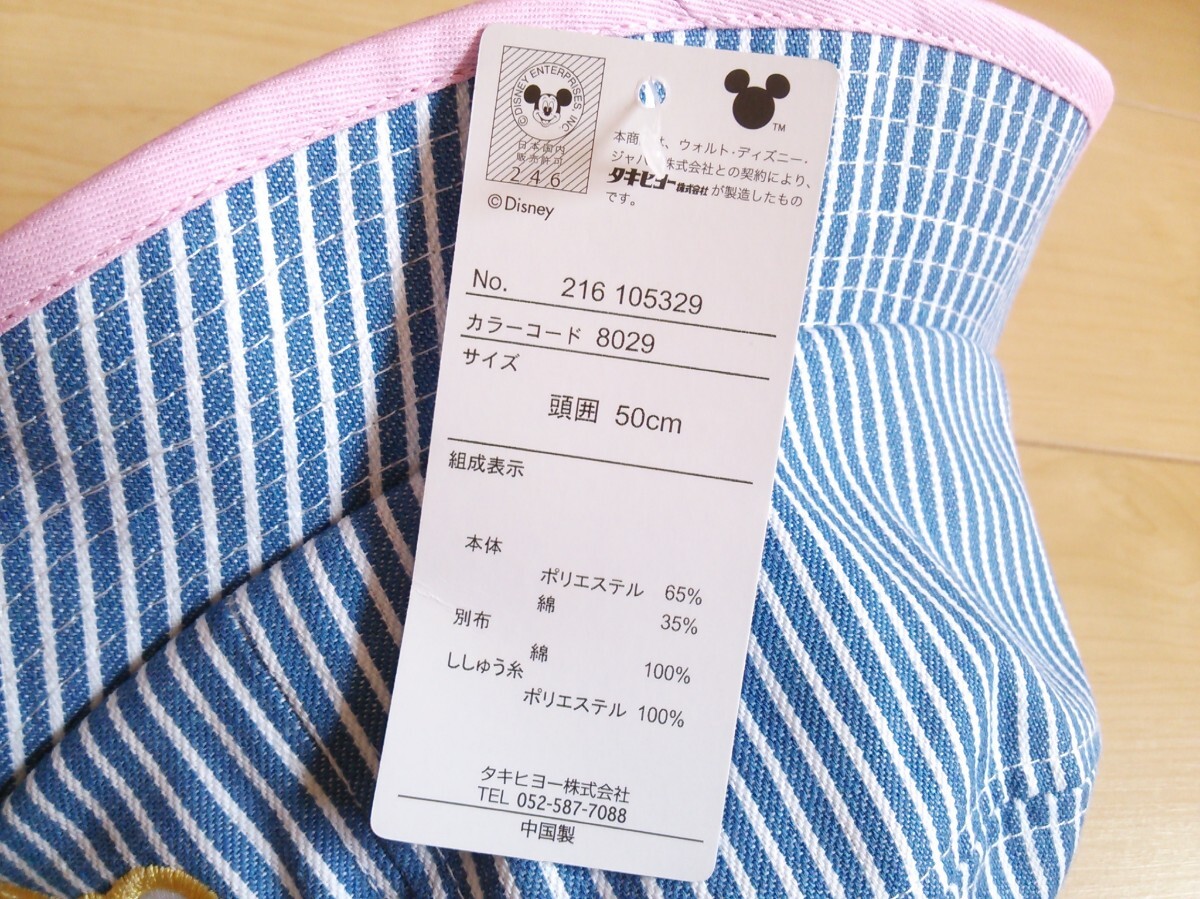 ©DISNEY ENTERPRISES INC
日本国内
販売許可
246
©Disney
TM
本商 は、ウォルト・ディズニー・
ジャパ 株式会社との契約により、
タキヒヨー株式会社が製造したもの
です。
No. 216 105329
カラーコード 8029
サイズ
頭囲 50cm
組成表示
本体
ポリエステル 65%
綿 35%
別布
綿 100%
ししゅう糸
ポリエステル 100%
タキヒヨー株式会社
TEL 052-587-7088
中国製